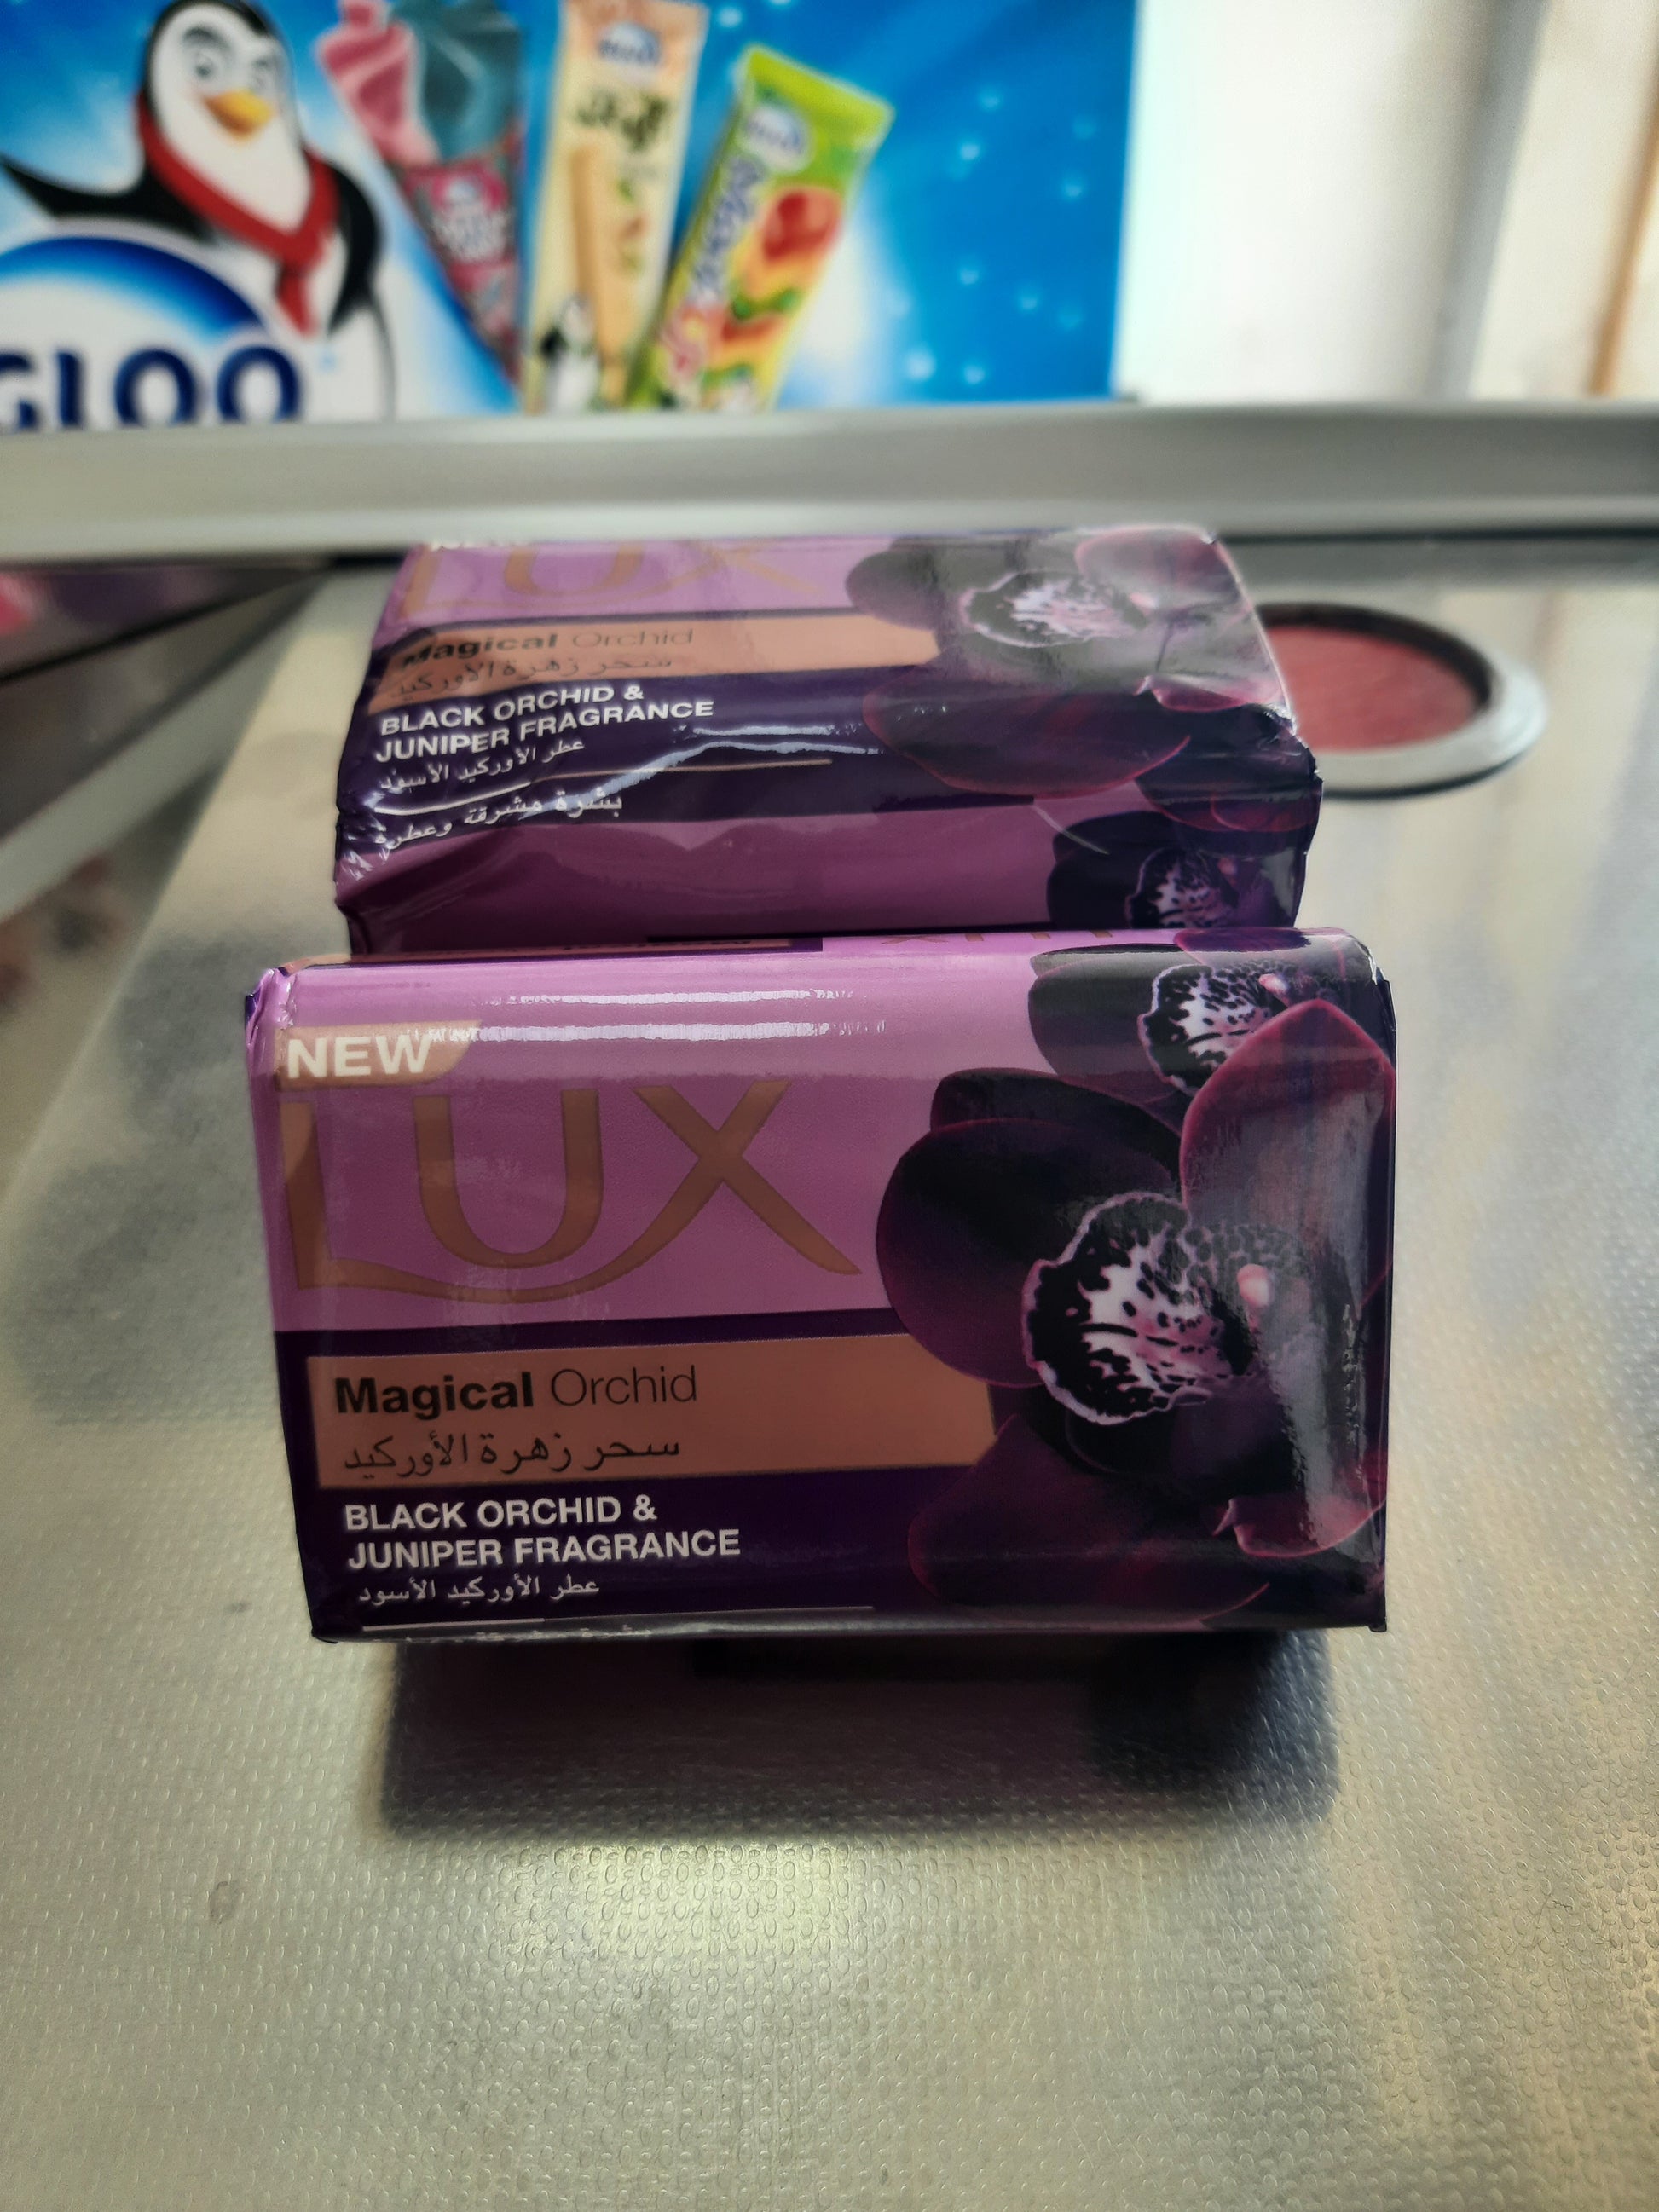 GLOO
LUX
Magical Orchid
سحر زهرة الأوركيد
BLACK ORCHID &
JUNIPER FRAGRANCE
عطر الأوركيد الأسود
بشرة مشرقة وعطرة
NEW
LUX
Magical Orchid
سحر زهرة الأوركيد
BLACK ORCHID &
JUNIPER FRAGRANCE
عطر الأوركيد الأسود